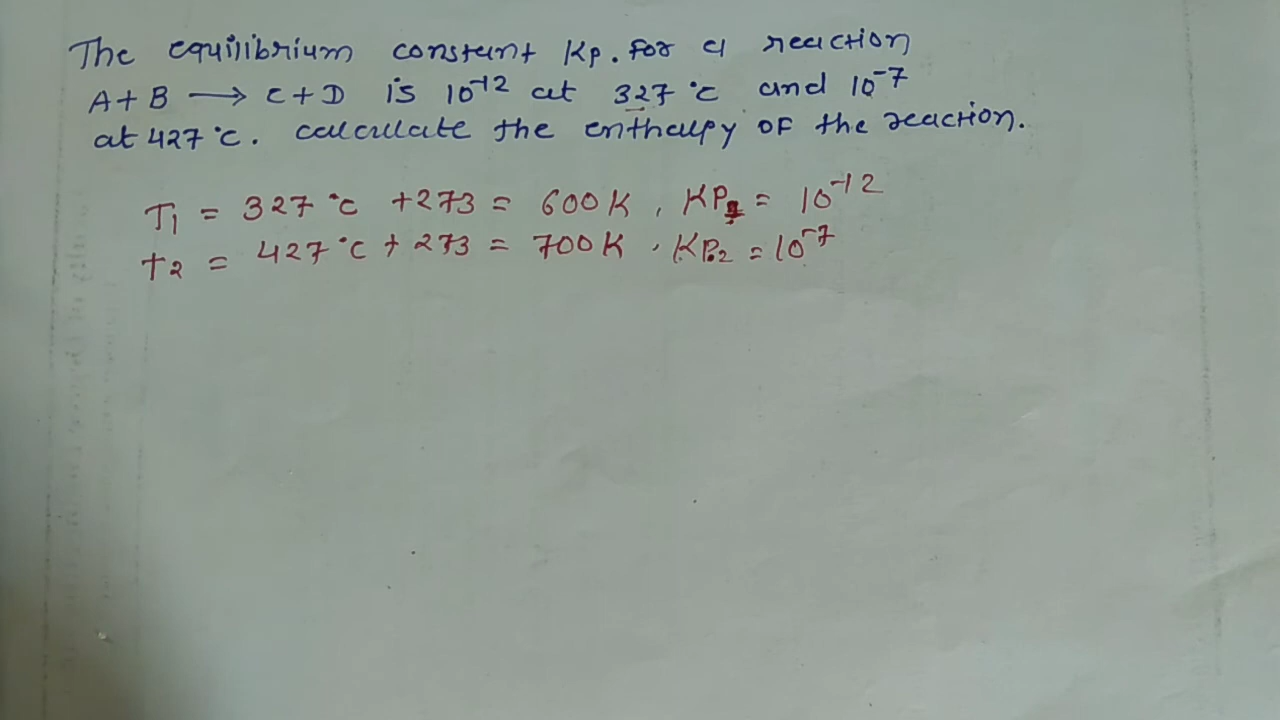 The equilibrium constant Kp. For a reaction
A + B → C + D is 10⁻¹² at 327 °C and 10⁻⁷
at 427 °C. calculate the enthalpy OF the reaction.
T₁ = 327 °C + 273 = 600 K, KP₁ = 10⁻¹²
T₂ = 427 °C + 273 = 700 K, KP₂ = 10⁻⁷